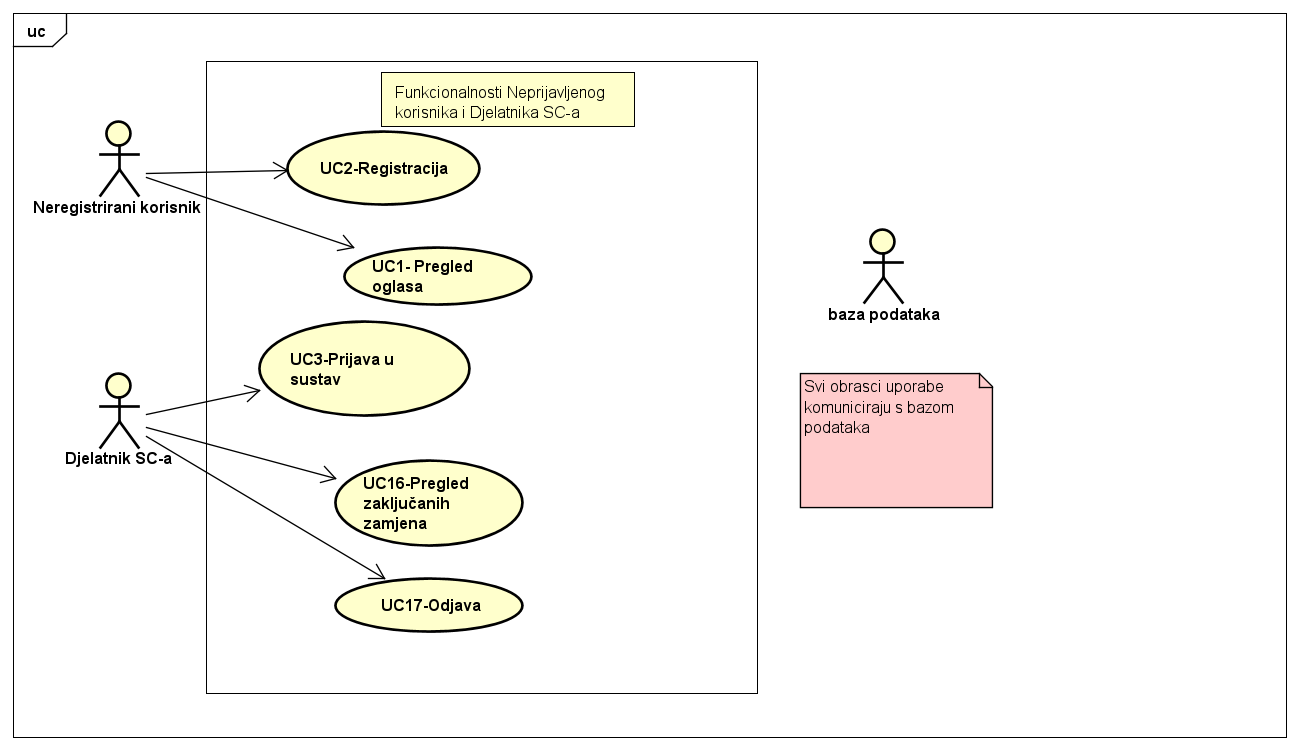 uc
Funkcionalnosti Neprijavljenog
korisnika i Djelatnika SC-a
UC2-Registracija
Neregistrirani korisnik
UC1- Pregled
oglasa
baza podataka
UC3-Prijava u
sustav
Svi obrasci uporabe
komuniciraju s bazom
podataka
Djelatnik SC-a
UC16-Pregled
zaključanih
zamjena
UC17-Odjava